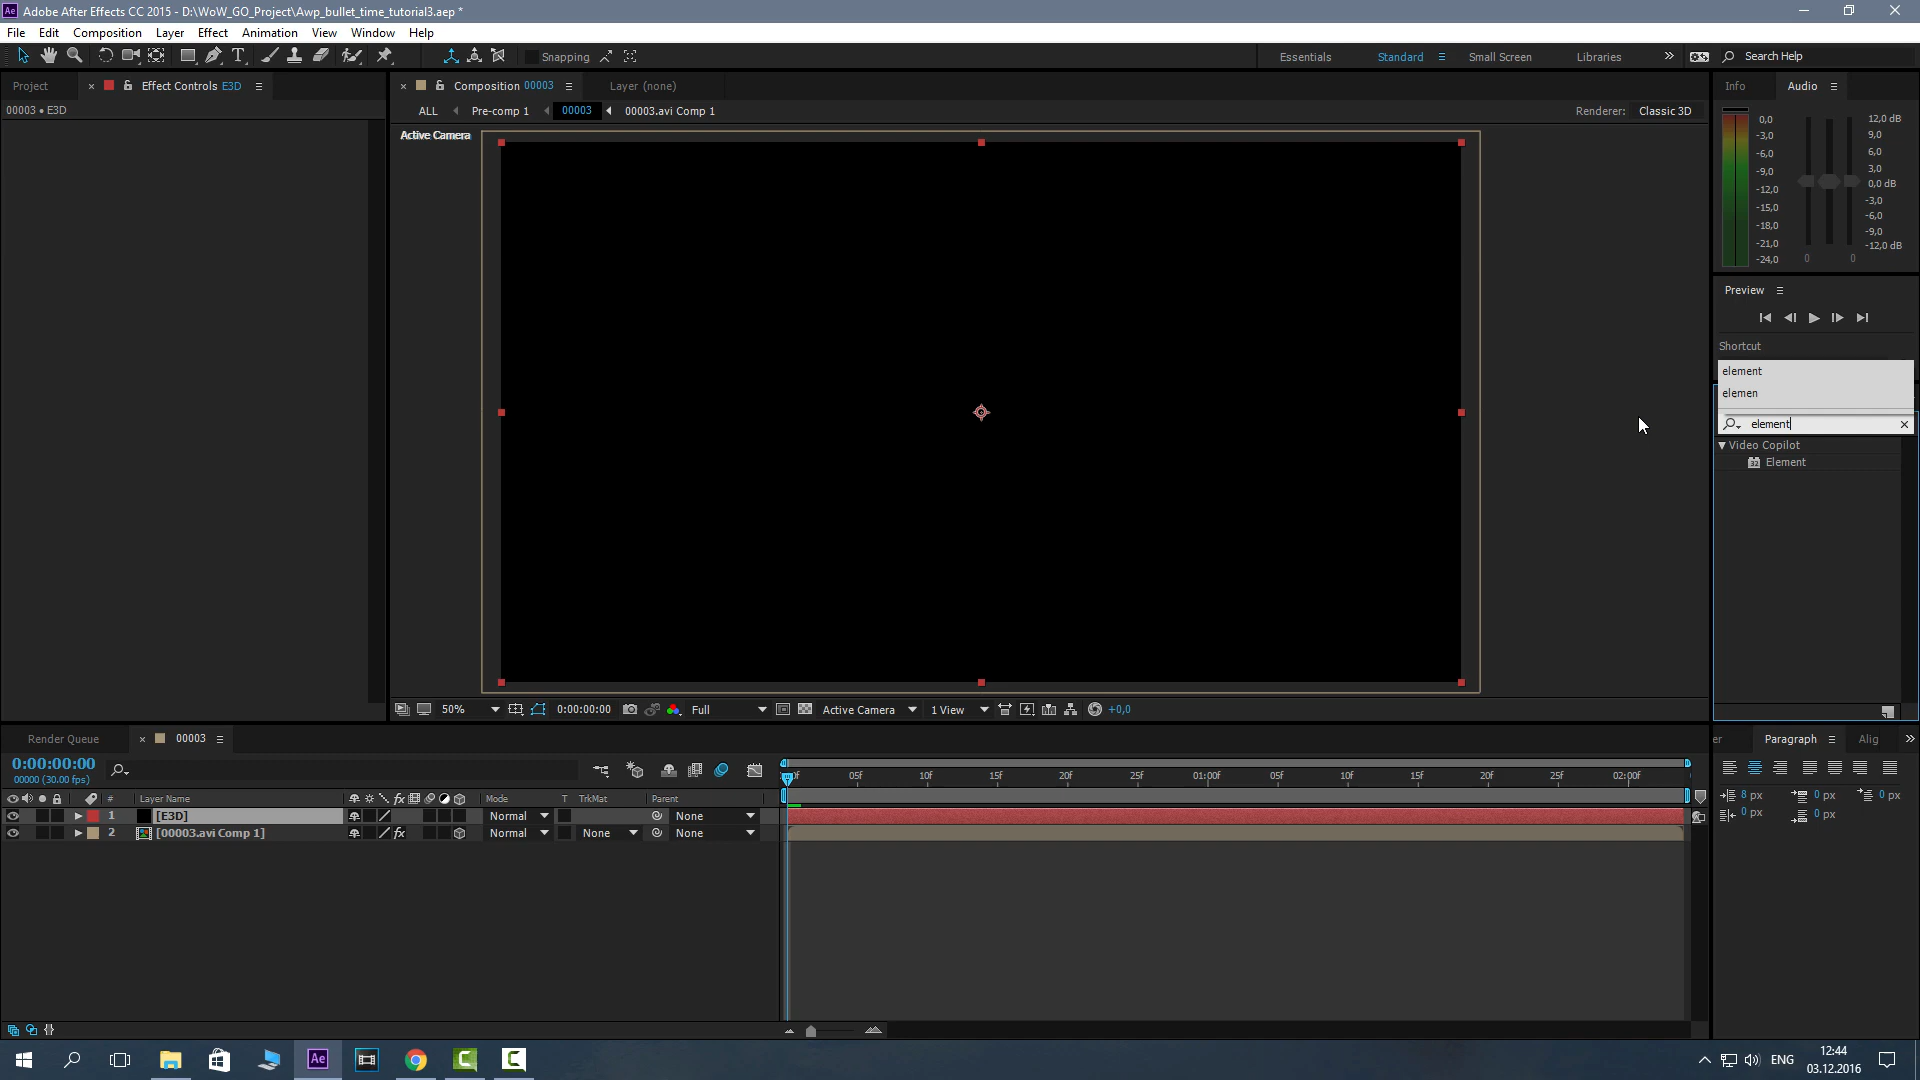 Adobe After Effects CC 2015 - D:\WoW_GO_Project\Awp_bullet_time_tutorial3.aep *
File Edit Composition Layer Effect Animation View Window Help
Snapping
Essentials Standard Small Screen Libraries Search Help
Project Effect Controls E3D
00003 • E3D
Composition 00003 Layer (none)
ALL Pre-comp 1 00003 00003.avi Comp 1
Renderer: Classic 3D
Active Camera
Info Audio
0,0 -3,0 -6,0 -9,0 -12,0 -15,0 -18,0 -21,0 -24,0
12,0 dB 9,0 6,0 3,0 0,0 dB -3,0 -6,0 -9,0 -12,0 dB
0 0
Preview
Shortcut
element
elemen
element
Video Copilot
Element
50% 0:00:00:00 Full Active Camera 1 View +0,0
Render Queue 00003
0:00:00:00
00000 (30.00 fps)
05f 10f 15f 20f 25f 01:00f 05f 10f 15f 20f 25f 02:00f
# Layer Name fx Mode T TrkMat Parent
1 [E3D] Normal None
2 [00003.avi Comp 1] fx Normal None None
er Paragraph Alig
8 px 0 px 0 px
0 px 0 px
Ae ENG 12:44
03.12.2016